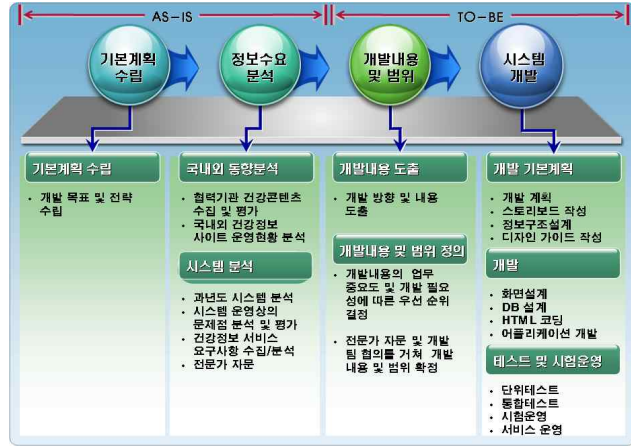 AS-IS
TO-BE
기본계획
수립
정보수요
분석
개발내용
및 범위
시스템
개발
기본계획 수립
• 개발 목표 및 전략
수립
국내외 동향분석
• 협력기관 건강콘텐츠
수집 및 평가
• 국내외 건강정보
사이트 운영현황 분석
시스템 분석
• 과년도 시스템 분석
• 시스템 운영상의
문제점 분석 및 평가
• 건강정보 서비스
요구사항 수집/분석
• 전문가 자문
개발내용 도출
• 개발 방향 및 내용
도출
개발내용 및 범위 정의
• 개발내용의 업무
중요도 및 개발 필요
성에 따른 우선 순위
결정
• 전문가 자문 및 개발
팀 협의를 거쳐 개발
내용 및 범위 확정
개발 기본계획
• 개발 계획
• 스토리보드 작성
• 정보구조설계
• 디자인 가이드 작성
개발
• 화면설계
• DB 설계
• HTML 코딩
• 어플리케이션 개발
테스트 및 시험운영
• 단위테스트
• 통합테스트
• 시험운영
• 서비스 운영